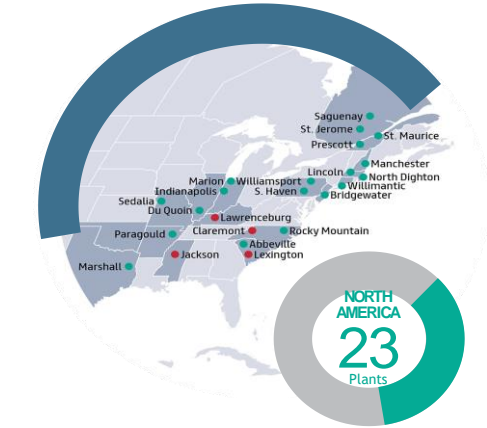 Saguenay
St. Jerome
St. Maurice
Prescott
Manchester
Lincoln
North Dighton
Marion
Williamsport
Willimantic
Indianapolis
S. Haven
Bridgewater
Sedalia
Du Quoin
Lawrenceburg
Paragould
Claremont
Rocky Mountain
Abbeville
Jackson
Lexington
Marshall
NORTH
AMERICA
23
Plants